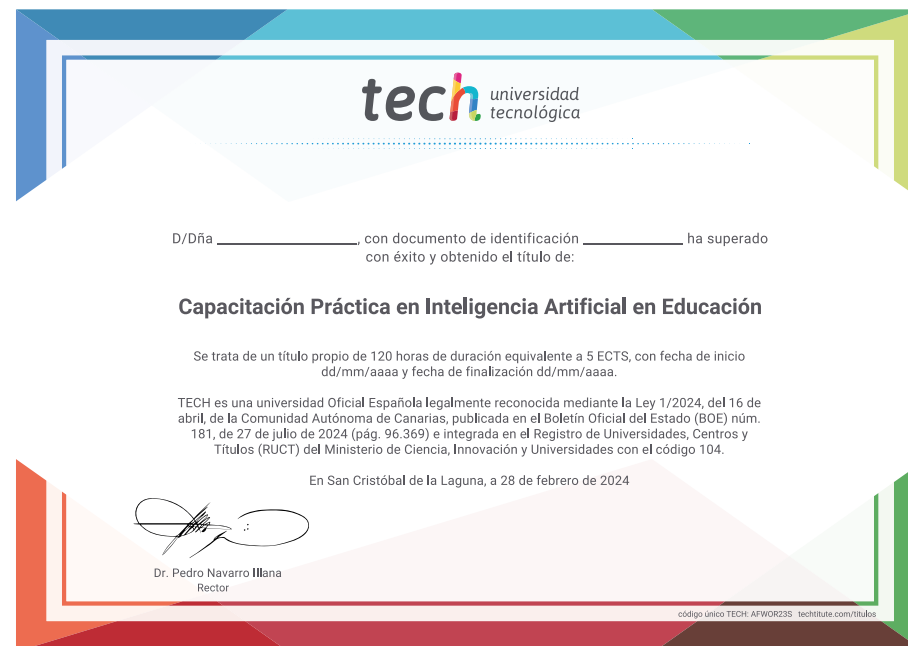 tech universidad
tecnológica
D/Dña ______________, con documento de identificación __________ ha superado
con éxito y obtenido el título de:
Capacitación Práctica en Inteligencia Artificial en Educación
Se trata de un título propio de 120 horas de duración equivalente a 5 ECTS, con fecha de inicio
dd/mm/aaaa y fecha de finalización dd/mm/aaaa.
TECH es una universidad Oficial Española legalmente reconocida mediante la Ley 1/2024, del 16 de
abril, de la Comunidad Autónoma de Canarias, publicada en el Boletín Oficial del Estado (BOE) núm.
181, de 27 de julio de 2024 (pág. 96.369) e integrada en el Registro de Universidades, Centros y
Títulos (RUCT) del Ministerio de Ciencia, Innovación y Universidades con el código 104.
En San Cristóbal de la Laguna, a 28 de febrero de 2024
Dr. Pedro Navarro Illana
Rector
código único TECH: AFWOR23S techtitute.com/titulos